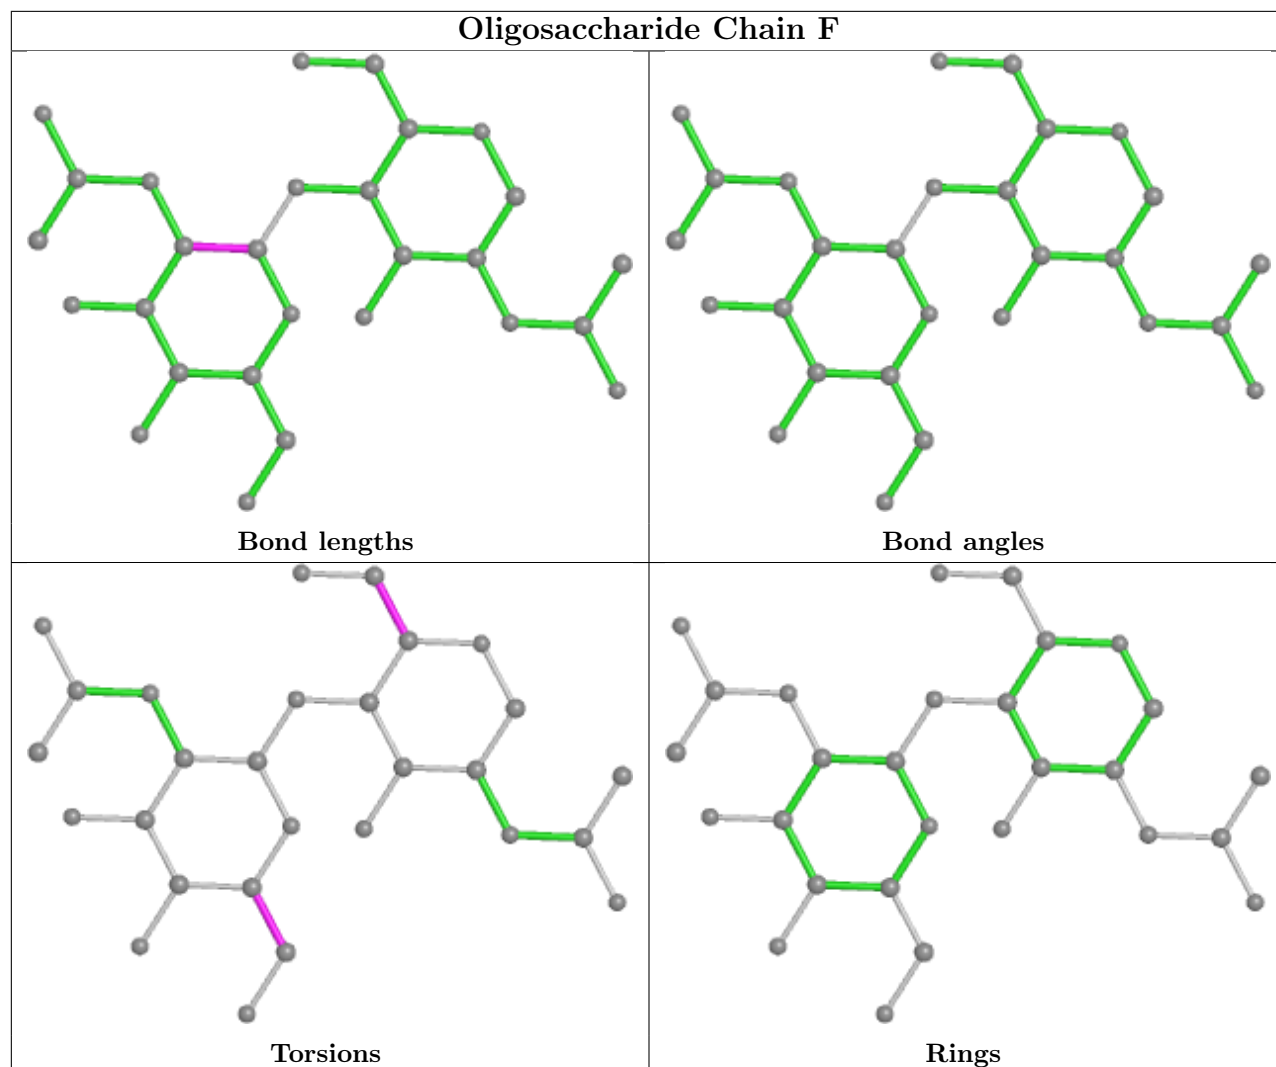 Oligosaccharide Chain F
Bond lengths
Bond angles
Torsions
Rings